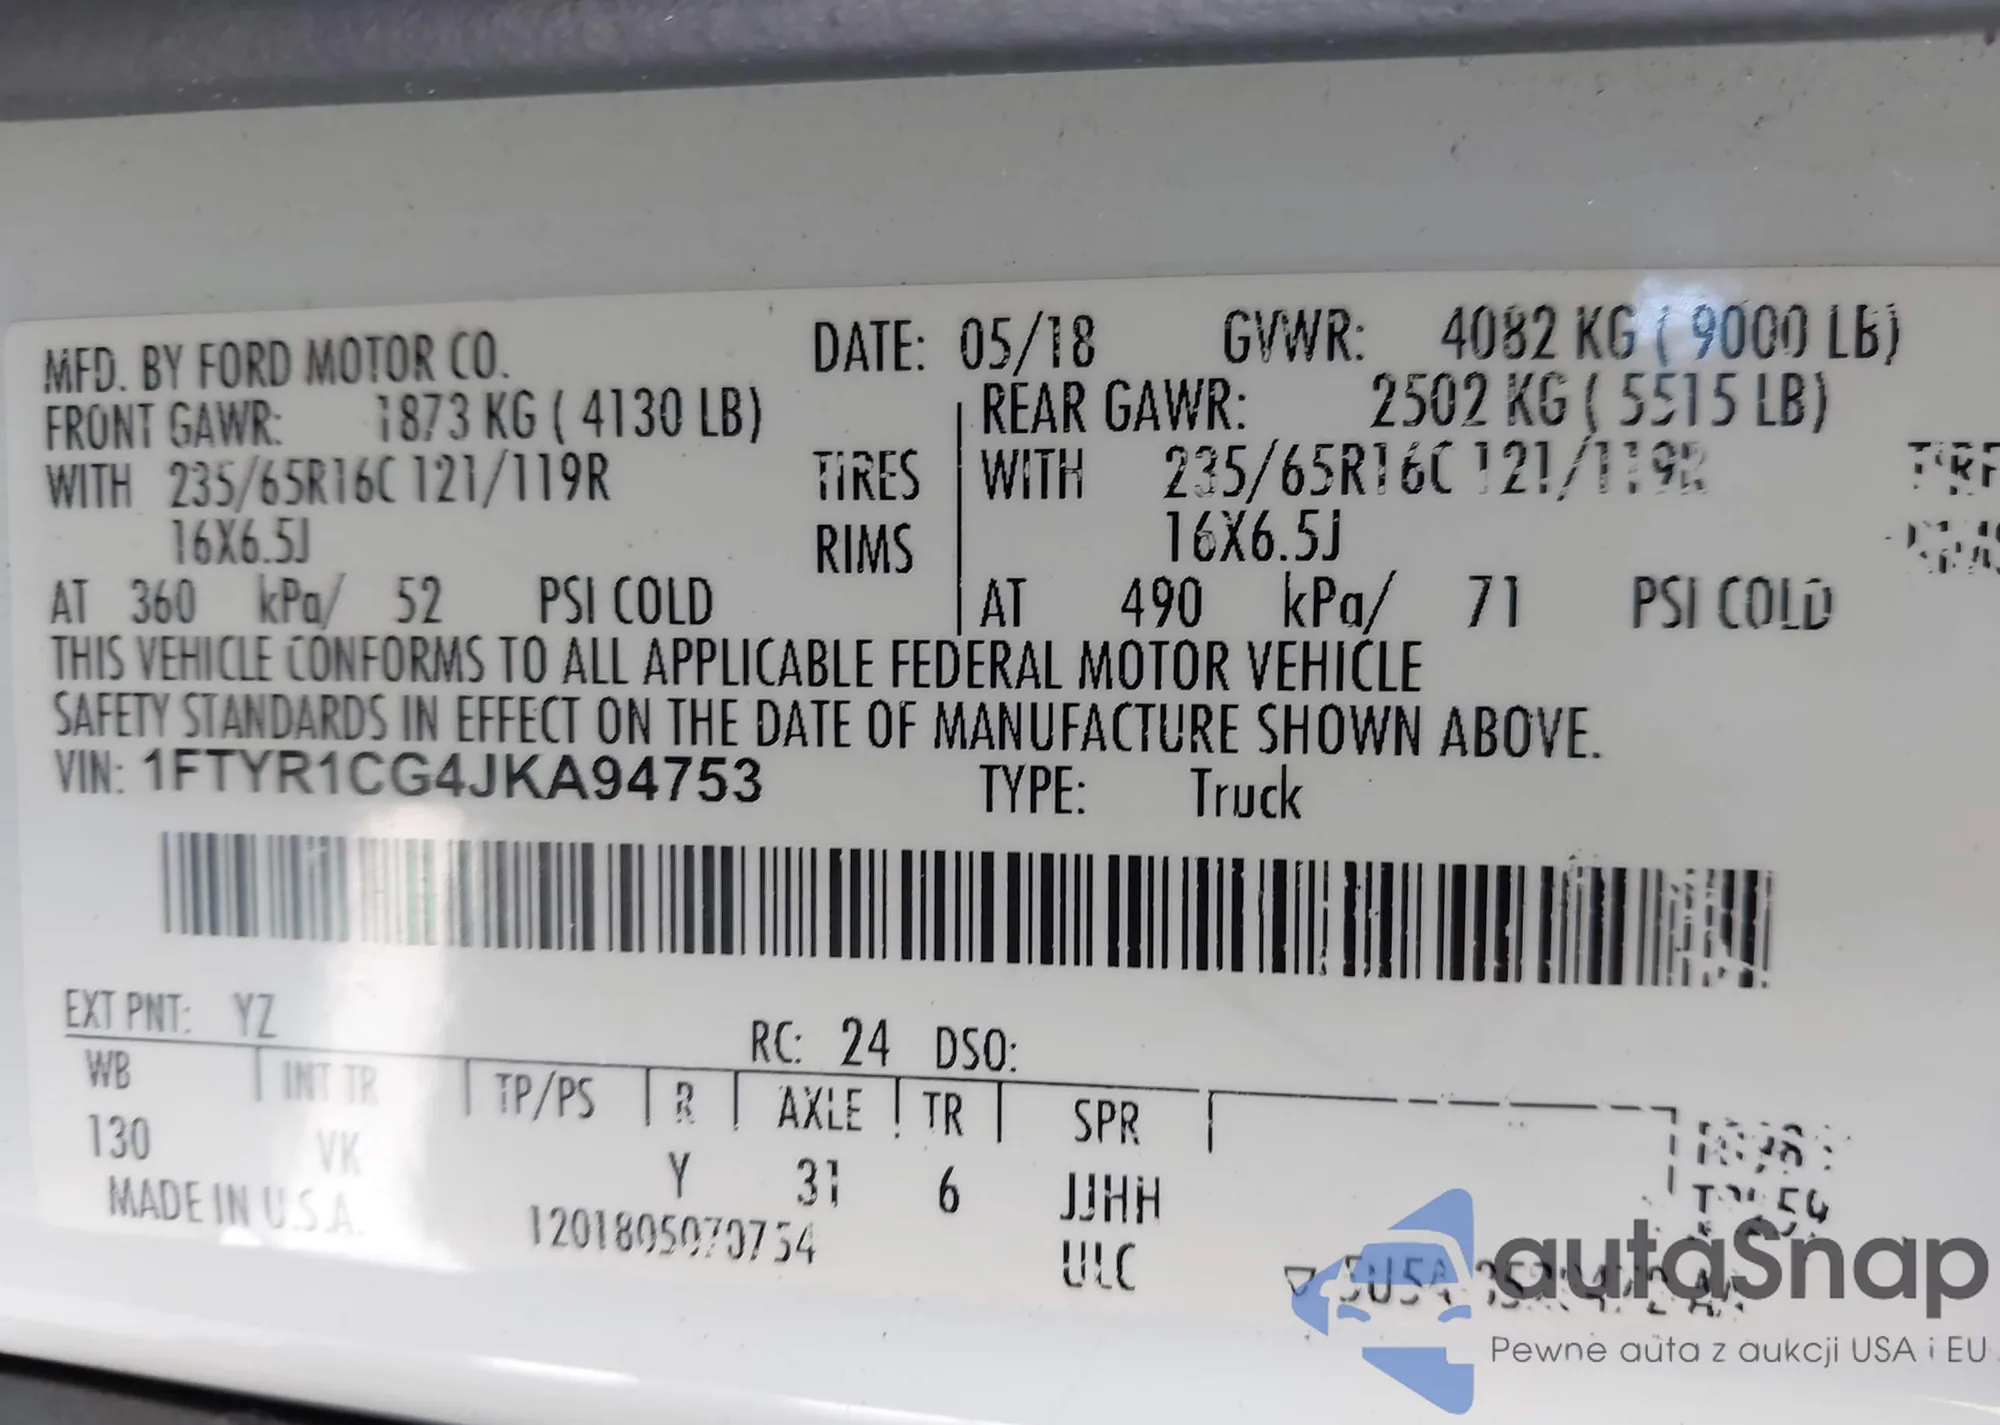 MFD. BY FORD MOTOR CO. DATE: 05/18 GVWR: 4082 KG ( 9000 LB)
FRONT GAWR: 1873 KG ( 4130 LB) REAR GAWR: 2502 KG ( 5515 LB)
WITH 235/65R16C 121/119R TIRES WITH 235/65R16C 121/119R
16X6.5J RIMS 16X6.5J
AT 360 kPa/ 52 PSI COLD AT 490 kPa/ 71 PSI COLD
THIS VEHICLE CONFORMS TO ALL APPLICABLE FEDERAL MOTOR VEHICLE
SAFETY STANDARDS IN EFFECT ON THE DATE OF MANUFACTURE SHOWN ABOVE.
VIN: 1FTYR1CG4JKA94753 TYPE: Truck
EXT PNT: YZ RC: 24 DSO:
WB INT TR TP/PS R AXLE TR SPR
130 VK Y 31 6 JJHH
MADE IN U.S.A. 1201805070754 ULC
autaSnap
Pewne auta z aukcji USA i EU